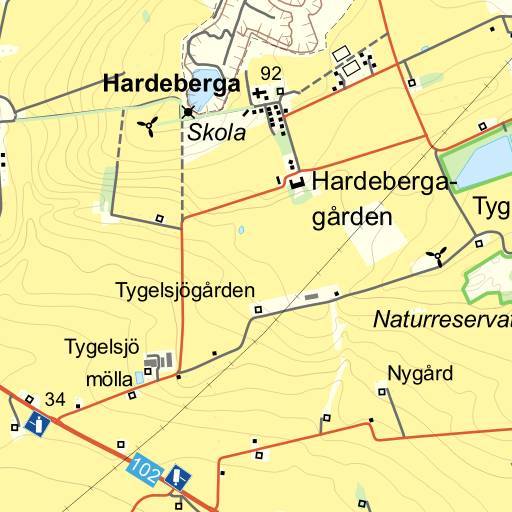 92
Hardeberga
Skola
Hardeberga-
gården
Tyg
Tygelsjögården
Naturreservat
Tygelsjö
mölla
Nygård
34
102